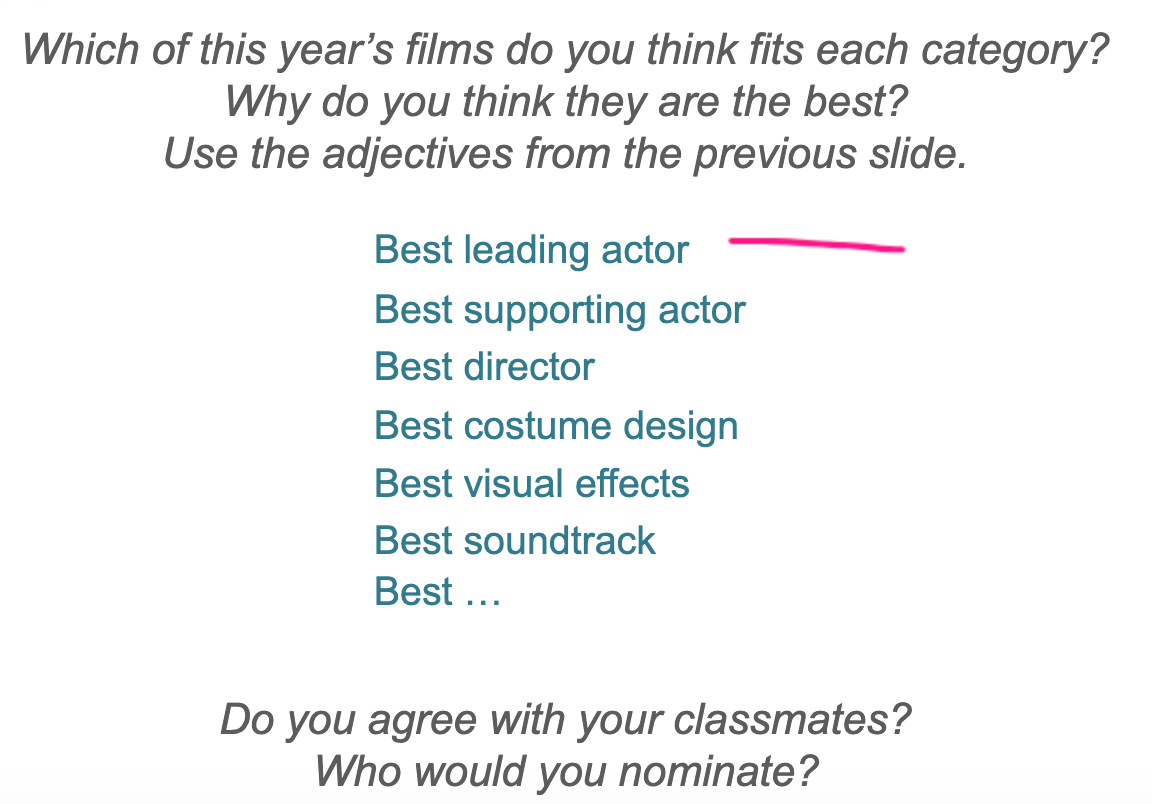 Which of this year’s films do you think fits each category?
Why do you think they are the best?
Use the adjectives from the previous slide.
Best leading actor
Best supporting actor
Best director
Best costume design
Best visual effects
Best soundtrack
Best …
Do you agree with your classmates?
Who would you nominate?